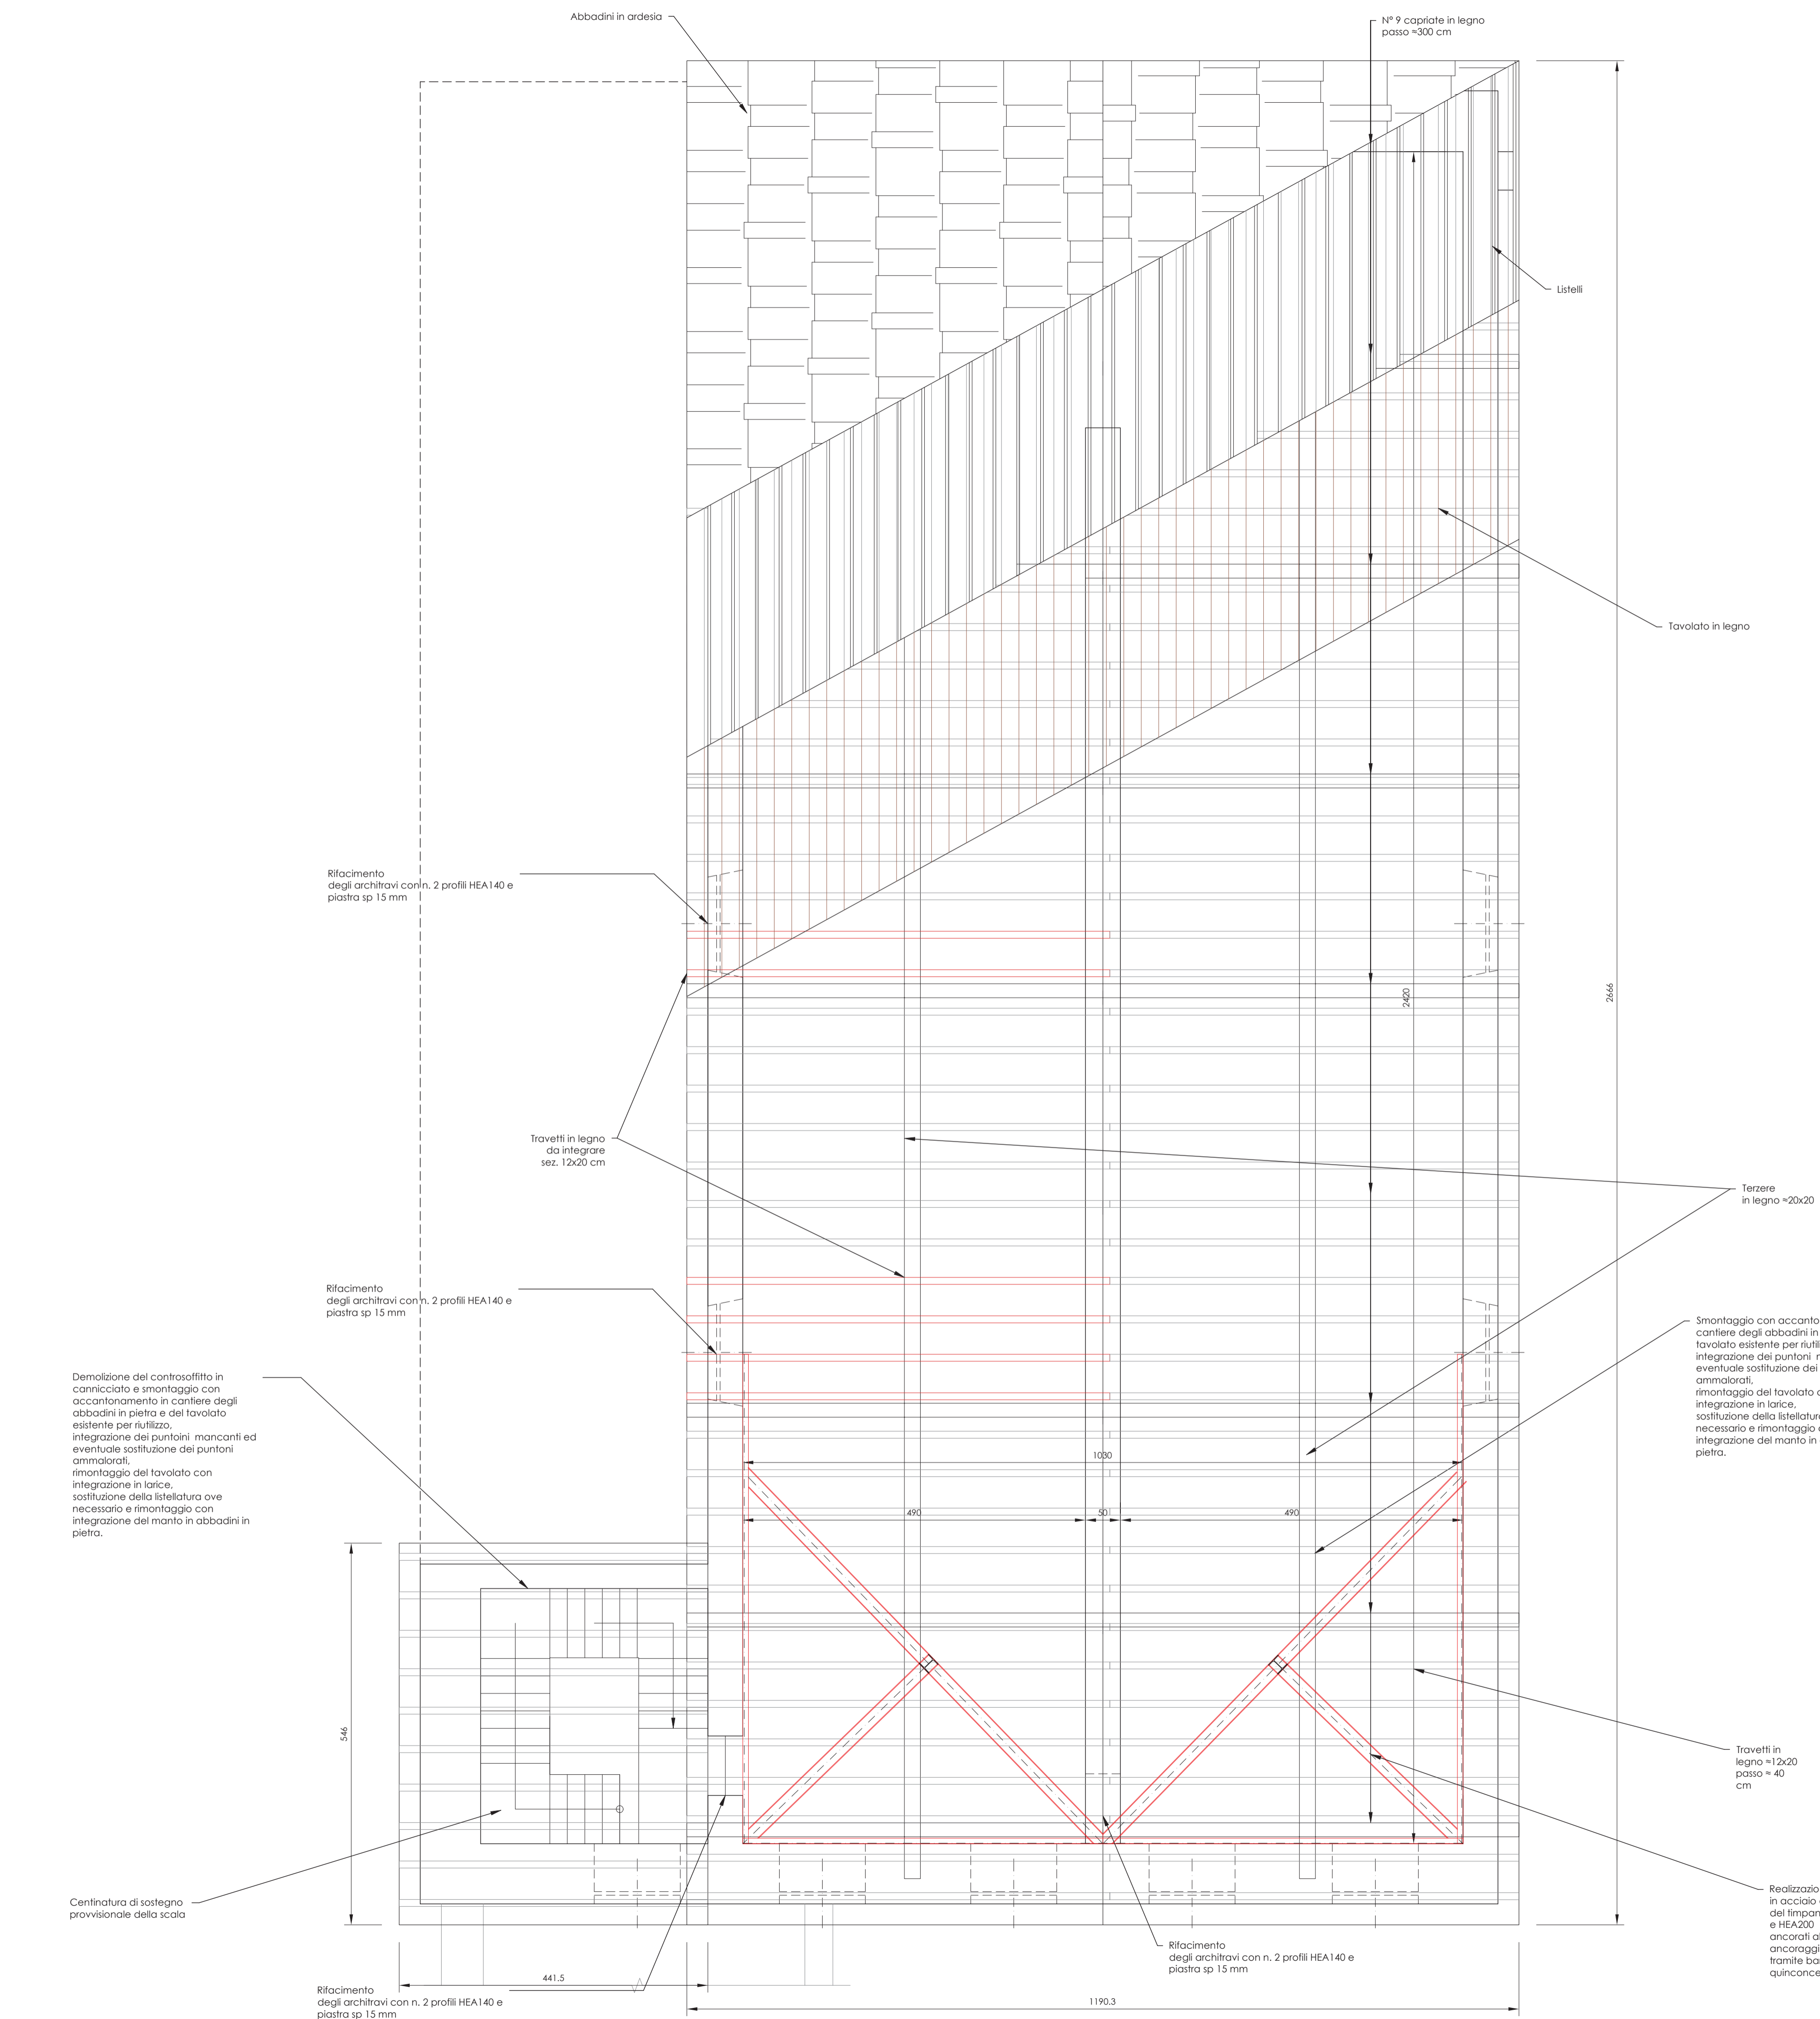 Abbadini in ardesia
N° 9 capriate in legno
passo ≈300 cm
Listelli
Tavolato in legno
Rifacimento
degli architravi con n. 2 profili HEA140 e
piastra sp 15 mm
2420
2666
Travetti in legno
da integrare
sez. 12x20 cm
Terzere
in legno ≈20x20
Rifacimento
degli architravi con n. 2 profili HEA140 e
piastra sp 15 mm
Smontaggio con accanto
cantiere degli abbadini in
tavolato esistente per riutil
integrazione dei puntoni
eventuale sostituzione dei
ammalorati,
rimontaggio del tavolato
integrazione in larice,
sostituzione della listellatur
necessario e rimontaggio
integrazione del manto in
pietra.
Demolizione del controsoffitto in
cannicciato e smontaggio con
accantonamento in cantiere degli
abbadini in pietra e del tavolato
esistente per riutilizzo,
integrazione dei puntoini mancanti ed
eventuale sostituzione dei puntoni
ammalorati,
rimontaggio del tavolato con
integrazione in larice,
sostituzione della listellatura ove
necessario e rimontaggio con
integrazione del manto in abbadini in
pietra.
1030
490
50
490
546
Travetti in
legno ≈12x20
passo ≈ 40
cm
Centinatura di sostegno
provvisionale della scala
Realizzazio
in acciaio
del timpan
e HEA200
ancorati al
ancoraggi
tramite ba
quinconce
Rifacimento
degli architravi con n. 2 profili HEA140 e
piastra sp 15 mm
441.5
Rifacimento
degli architravi con n. 2 profili HEA140 e
piastra sp 15 mm
1190.3